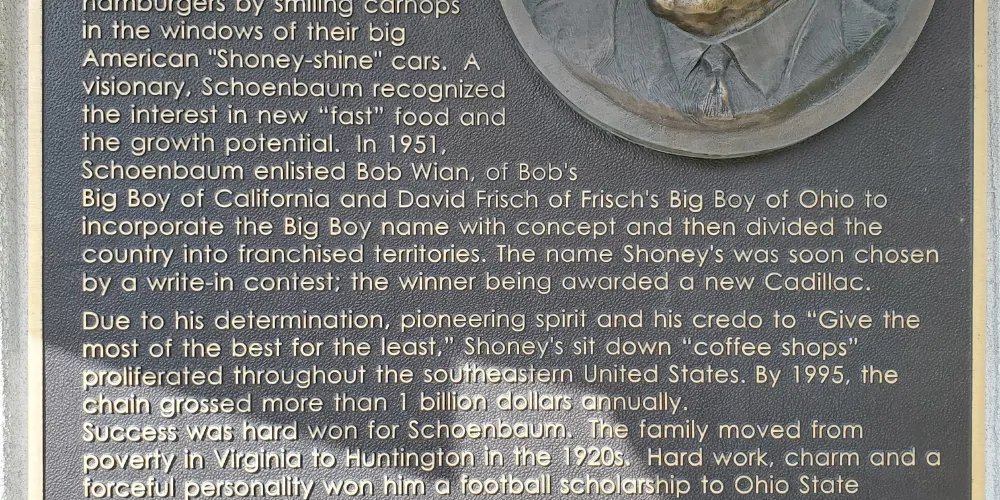 hamburgers by smiling carhops
in the windows of their big
American "Shoney-shine" cars. A
visionary, Schoenbaum recognized
the interest in new “fast” food and
the growth potential. In 1951,
Schoenbaum enlisted Bob Wian, of Bob's
Big Boy of California and David Frisch of Frisch's Big Boy of Ohio to
incorporate the Big Boy name with concept and then divided the
country into franchised territories. The name Shoney's was soon chosen
by a write-in contest; the winner being awarded a new Cadillac.
Due to his determination, pioneering spirit and his credo to “Give the
most of the best for the least,” Shoney's sit down “coffee shops”
proliferated throughout the southeastern United States. By 1995, the
chain grossed more than 1 billion dollars annually.
Success was hard won for Schoenbaum. The family moved from
poverty in Virginia to Huntington in the 1920s. Hard work, charm and a
forceful personality won him a football scholarship to Ohio State